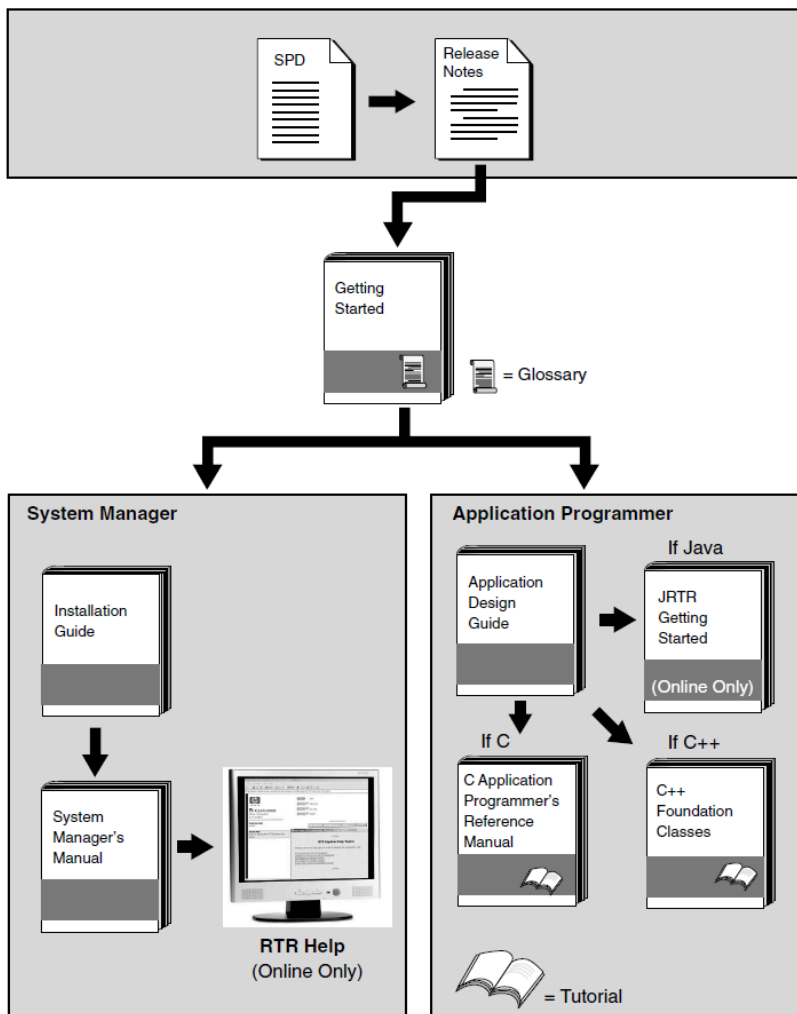 SPD
Release
Notes
Getting
Started
= Glossary
System Manager
Installation
Guide
System
Manager's
Manual
RTR Help
(Online Only)
Application Programmer
Application
Design
Guide
If Java
JRTR
Getting
Started
(Online Only)
If C
C Application
Programmer's
Reference
Manual
If C++
C++
Foundation
Classes
= Tutorial